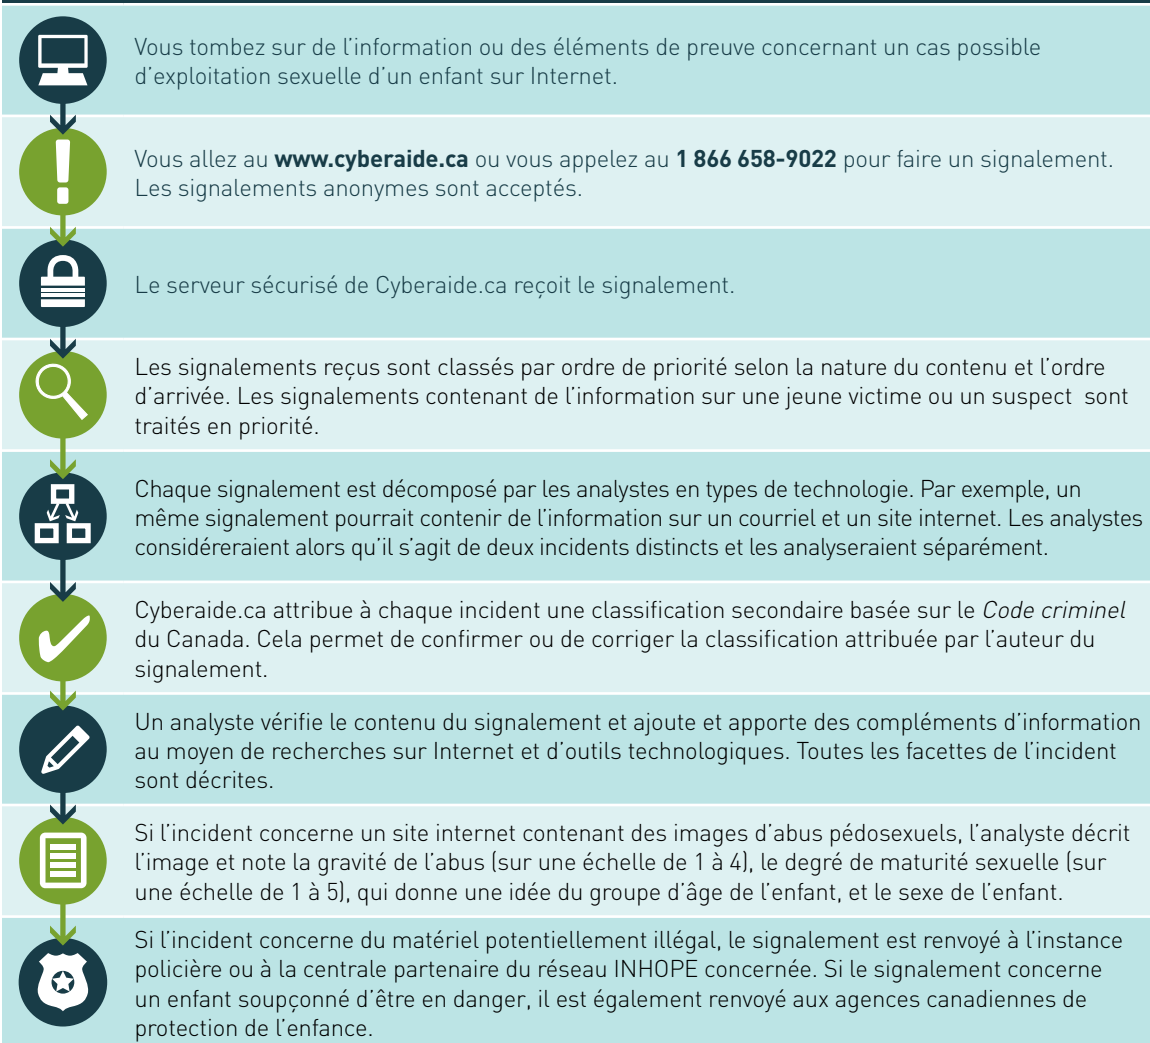 Vous tombez sur de l’information ou des éléments de preuve concernant un cas possible
d’exploitation sexuelle d’un enfant sur Internet.
Vous allez au www.cyberaide.ca ou vous appelez au 1 866 658-9022 pour faire un signalement.
Les signalements anonymes sont acceptés.
Le serveur sécurisé de Cyberaide.ca reçoit le signalement.
Les signalements reçus sont classés par ordre de priorité selon la nature du contenu et l’ordre
d’arrivée. Les signalements contenant de l’information sur une jeune victime ou un suspect sont
traités en priorité.
Chaque signalement est décomposé par les analystes en types de technologie. Par exemple, un
même signalement pourrait contenir de l’information sur un courriel et un site internet. Les analystes
considéreraient alors qu’il s’agit de deux incidents distincts et les analyseraient séparément.
Cyberaide.ca attribue à chaque incident une classification secondaire basée sur le Code criminel
du Canada. Cela permet de confirmer ou de corriger la classification attribuée par l’auteur du
signalement.
Un analyste vérifie le contenu du signalement et ajoute et apporte des compléments d’information
au moyen de recherches sur Internet et d’outils technologiques. Toutes les facettes de l’incident
sont décrites.
Si l’incident concerne un site internet contenant des images d’abus pédosexuels, l’analyste décrit
l’image et note la gravité de l’abus (sur une échelle de 1 à 4), le degré de maturité sexuelle (sur
une échelle de 1 à 5), qui donne une idée du groupe d’âge de l’enfant, et le sexe de l’enfant.
Si l’incident concerne du matériel potentiellement illégal, le signalement est renvoyé à l’instance
policière ou à la centrale partenaire du réseau INHOPE concernée. Si le signalement concerne
un enfant soupçonné d’être en danger, il est également renvoyé aux agences canadiennes de
protection de l’enfance.